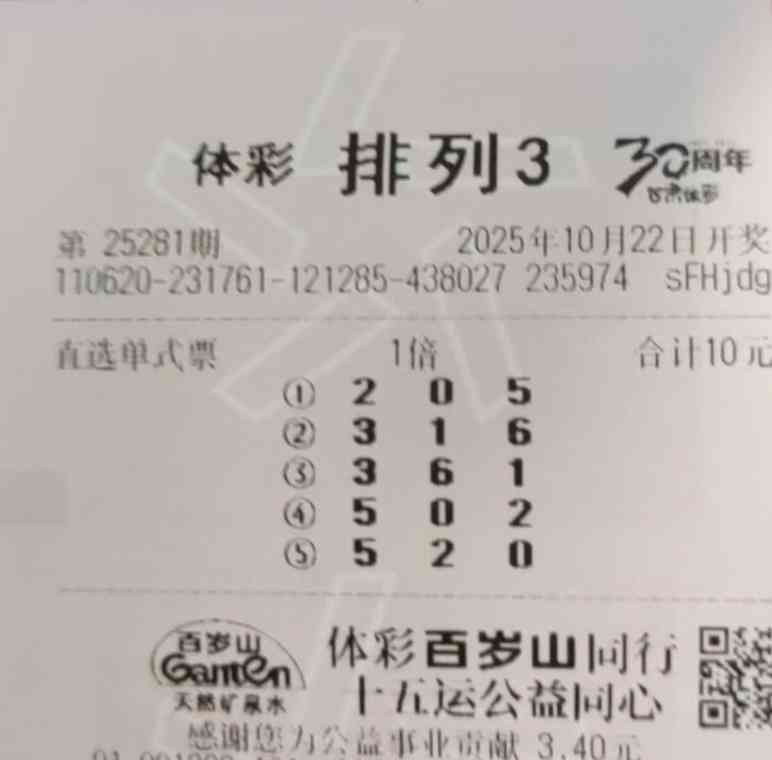 体彩 排列3 30周年
第 25281期 2025年10月22日开奖
110620-231761-121285-438027 235974 sFHjdg
直选单式票 1倍 合计10元
① 2 0 5
② 3 1 6
③ 3 6 1
④ 5 0 2
⑤ 5 2 0
百岁山
Ganten
天然矿泉水
体彩百岁山同行
十五运公益同心
感谢您为公益事业贡献 3.40元